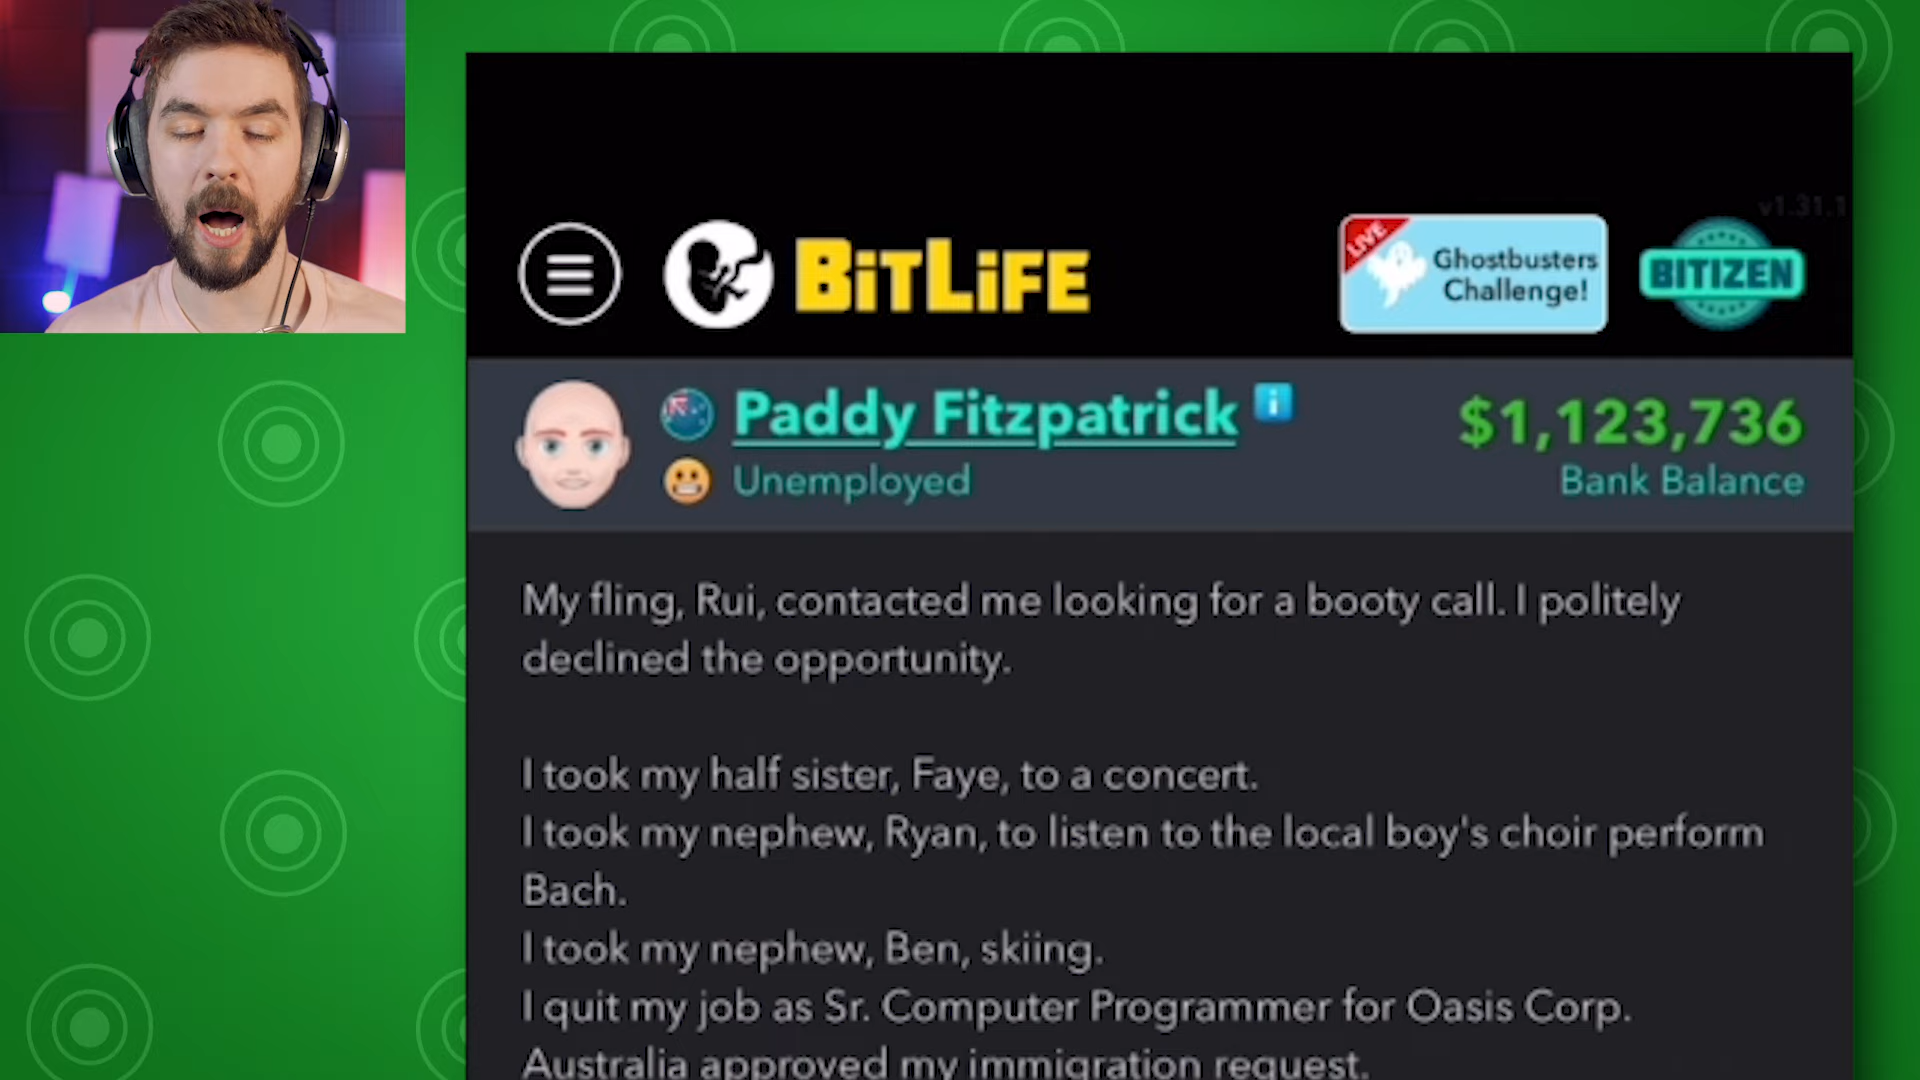 v1.31.1
BitLife
LIVE
Ghostbusters
Challenge!
BITIZEN
Paddy Fitzpatrick
$1,123,736
Unemployed
Bank Balance
My fling, Rui, contacted me looking for a booty call. I politely
declined the opportunity.
I took my half sister, Faye, to a concert.
I took my nephew, Ryan, to listen to the local boy's choir perform
Bach.
I took my nephew, Ben, skiing.
I quit my job as Sr. Computer Programmer for Oasis Corp.
Australia approved my immigration request.